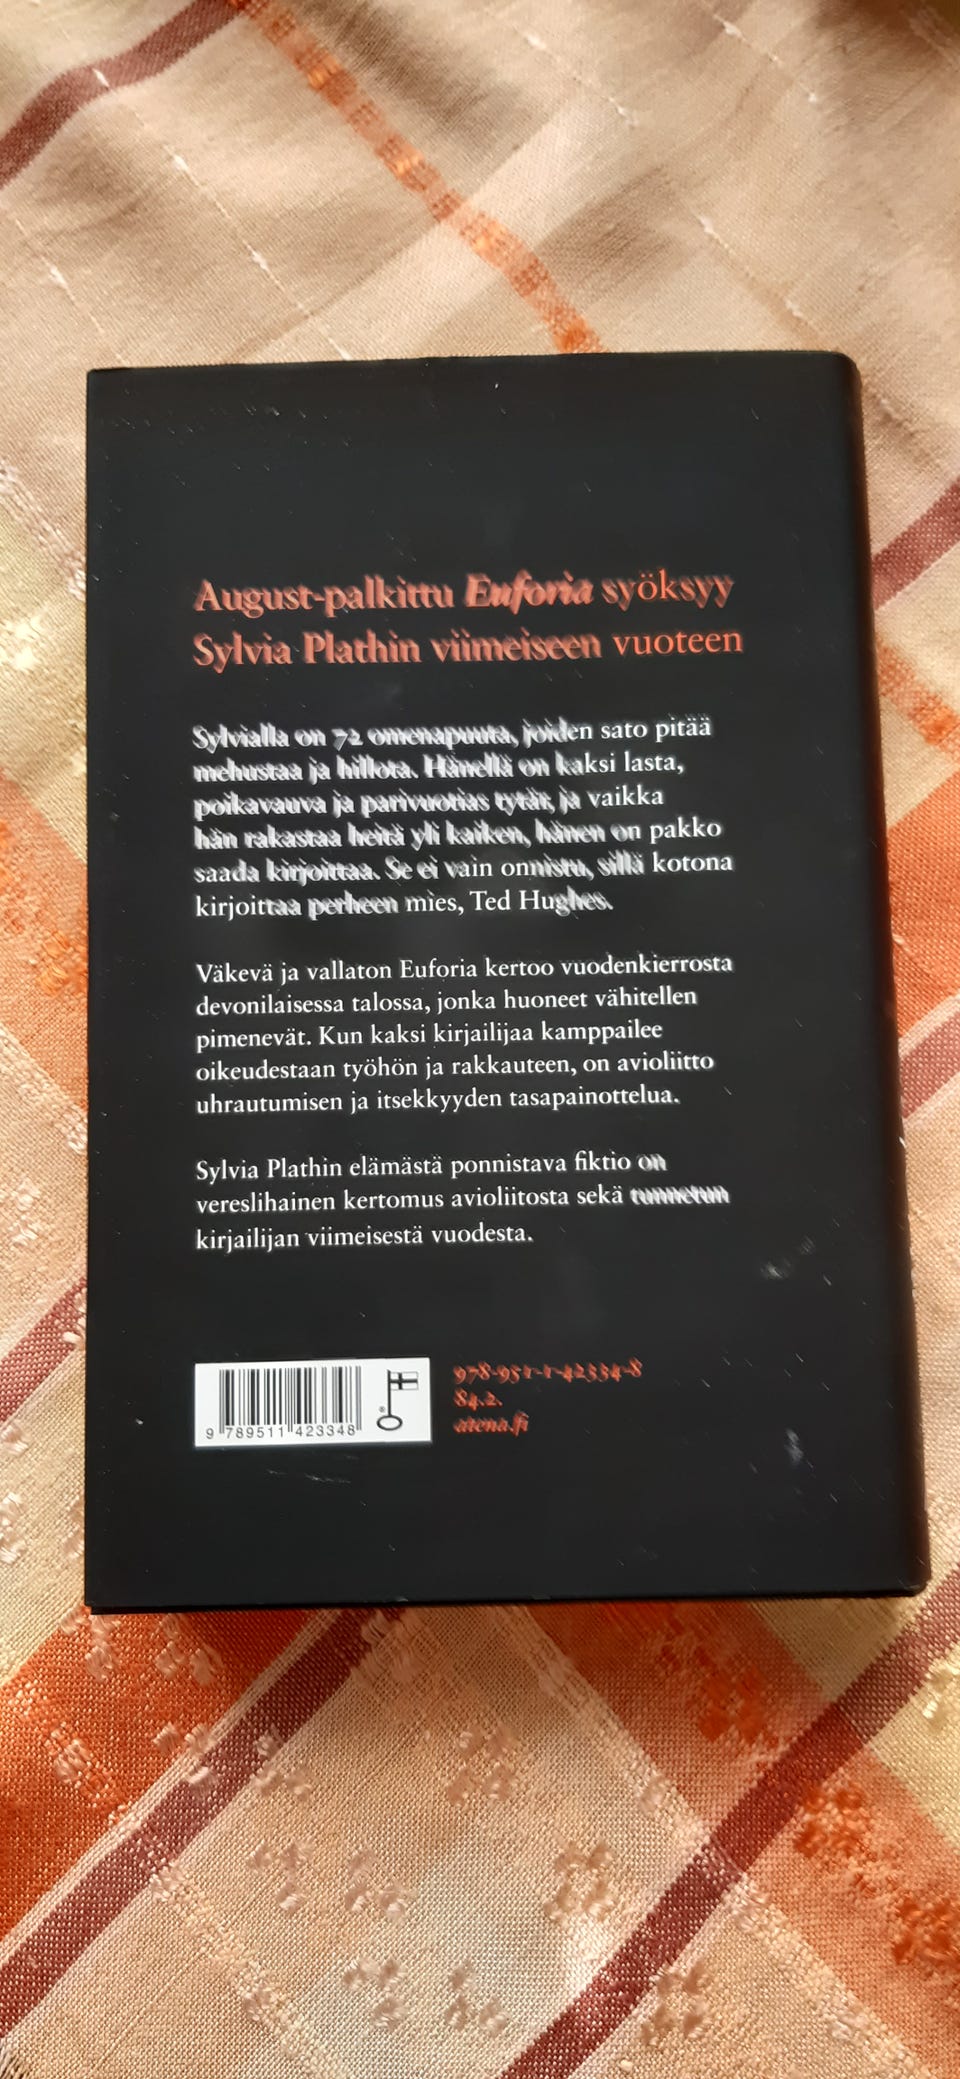 August-palkittu Euforia syöksyy
Sylvia Plathin viimeiseen vuoteen
Sylvialla on 72 omenapuuta, joiden sato pitää
mehustaa ja hillota. Hänellä on kaksi lasta,
poikavauva ja parivuotias tytär, ja vaikka
hän rakastaa heitä yli kaiken, hänen on pakko
saada kirjoittaa. Se ei vain onnistu, sillä kotona
kirjoittaa perheen mies, Ted Hughes.
Väkevä ja vallaton Euforia kertoo vuodenkierrosta
devonilaisessa talossa, jonka huoneet vähitellen
pimenevät. Kun kaksi kirjailijaa kamppailee
oikeudestaan työhön ja rakkauteen, on avioliitto
uhrautumisen ja itsekkyyden tasapainottelua.
Sylvia Plathin elämästä ponnistava fiktio on
vereslihainen kertomus avioliitosta sekä tunnetun
kirjailijan viimeisestä vuodesta.
9 789511 423348
978-951-1-42334-8
84.2.
atena.fi